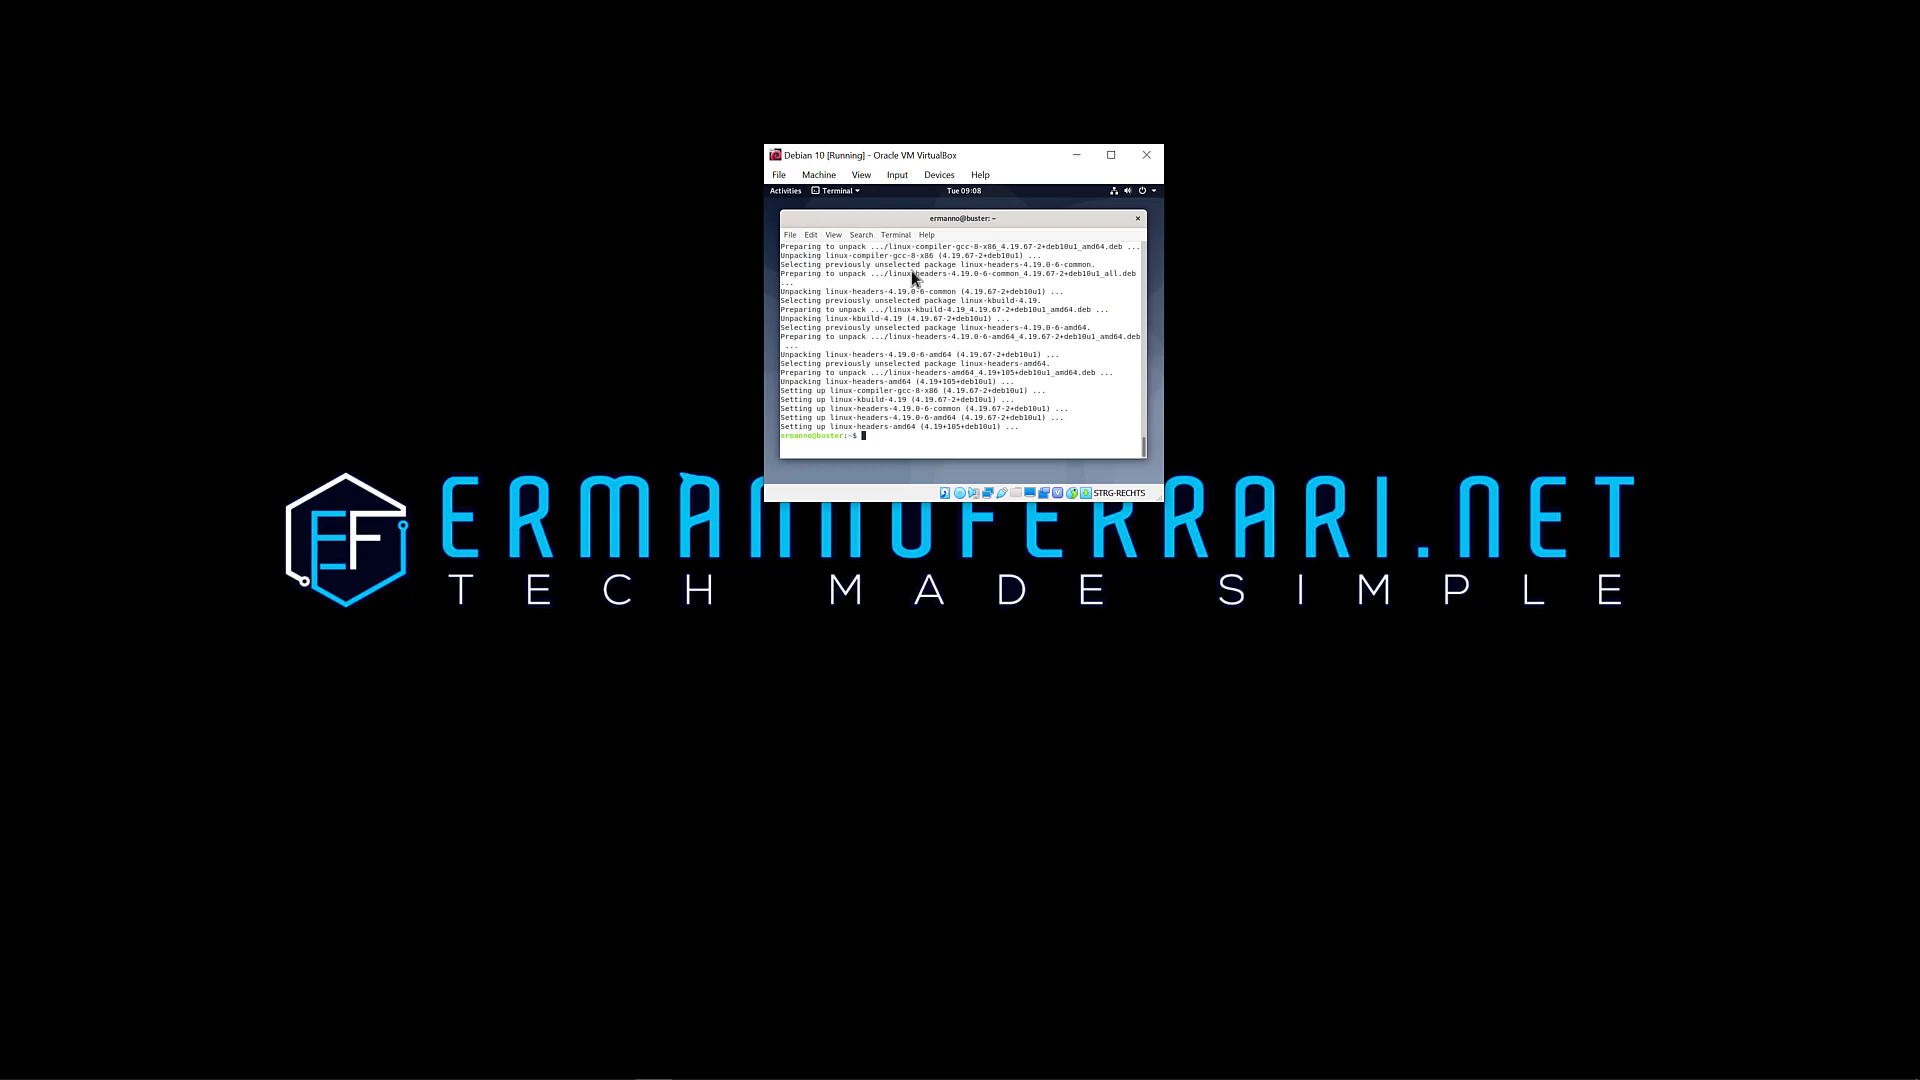 Debian 10 [Running] - Oracle VM VirtualBox
File Machine View Input Devices Help
Activities Terminal Tue 09:08
ermanno@buster: ~
File Edit View Search Terminal Help
Preparing to unpack .../linux-compiler-gcc-8-x86_4.19.67-2+deb10u1_amd64.deb ...
Unpacking linux-compiler-gcc-8-x86 (4.19.67-2+deb10u1) ...
Selecting previously unselected package linux-headers-4.19.0-6-common.
Preparing to unpack .../linux-headers-4.19.0-6-common_4.19.67-2+deb10u1_all.deb
...
Unpacking linux-headers-4.19.0-6-common (4.19.67-2+deb10u1) ...
Selecting previously unselected package linux-kbuild-4.19.
Preparing to unpack .../linux-kbuild-4.19_4.19.67-2+deb10u1_amd64.deb ...
Unpacking linux-kbuild-4.19 (4.19.67-2+deb10u1) ...
Selecting previously unselected package linux-headers-4.19.0-6-amd64.
Preparing to unpack .../linux-headers-4.19.0-6-amd64_4.19.67-2+deb10u1_amd64.deb
...
Unpacking linux-headers-4.19.0-6-amd64 (4.19.67-2+deb10u1) ...
Selecting previously unselected package linux-headers-amd64.
Preparing to unpack .../linux-headers-amd64_4.19+105+deb10u1_amd64.deb ...
Unpacking linux-headers-amd64 (4.19+105+deb10u1) ...
Setting up linux-compiler-gcc-8-x86 (4.19.67-2+deb10u1) ...
Setting up linux-kbuild-4.19 (4.19.67-2+deb10u1) ...
Setting up linux-headers-4.19.0-6-common (4.19.67-2+deb10u1) ...
Setting up linux-headers-4.19.0-6-amd64 (4.19.67-2+deb10u1) ...
Setting up linux-headers-amd64 (4.19+105+deb10u1) ...
ermanno@buster:~$
STRG-RECHTS
EF ERMANNOFERRARI.NET
TECH MADE SIMPLE